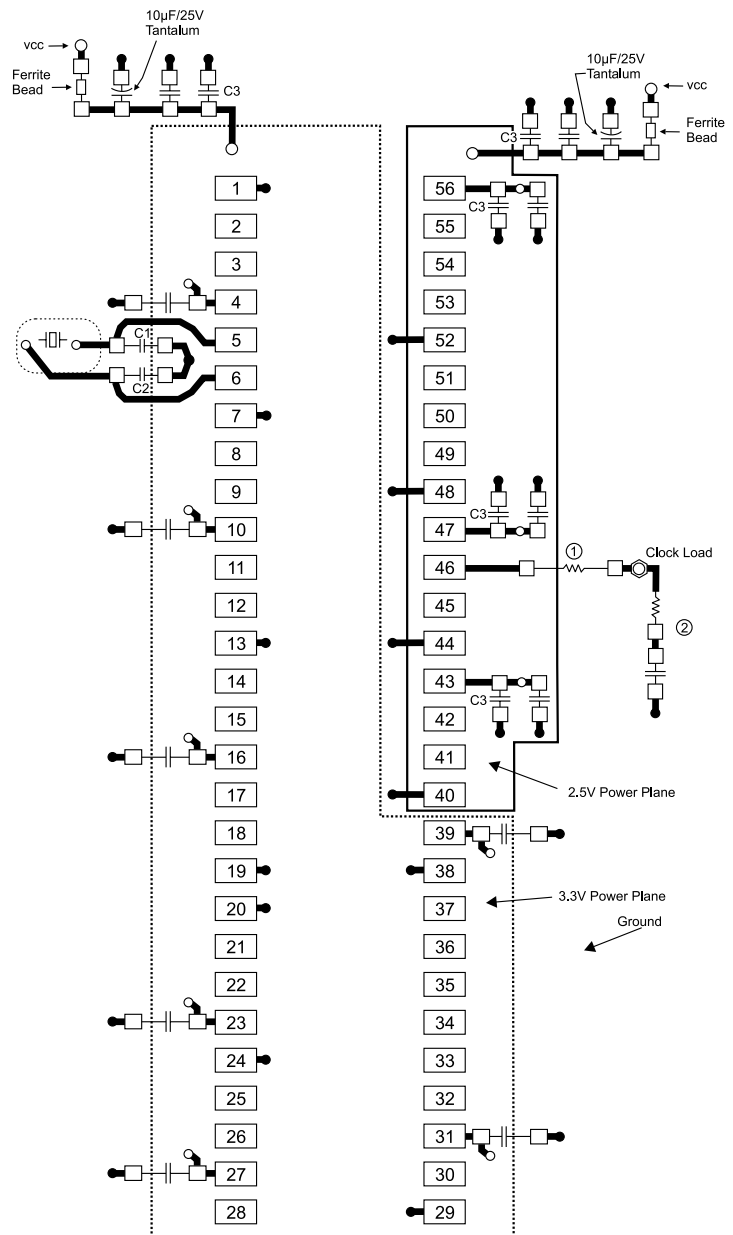 10µF/25V
Tantalum
vcc
Ferrite
Bead
C3
10µF/25V
Tantalum
vcc
C3
Ferrite
Bead
1 56
C3
2 55
3 54
4 53
C1
5 52
C2
6 51
7 50
8 49
9 48
C3
10 47
11 46
1
Clock Load
12 45
2
13 44
14 43
C3
15 42
16 41
2.5V Power Plane
17 40
18 39
19 38
3.3V Power Plane
20 37
Ground
21 36
22 35
23 34
24 33
25 32
26 31
27 30
28 29